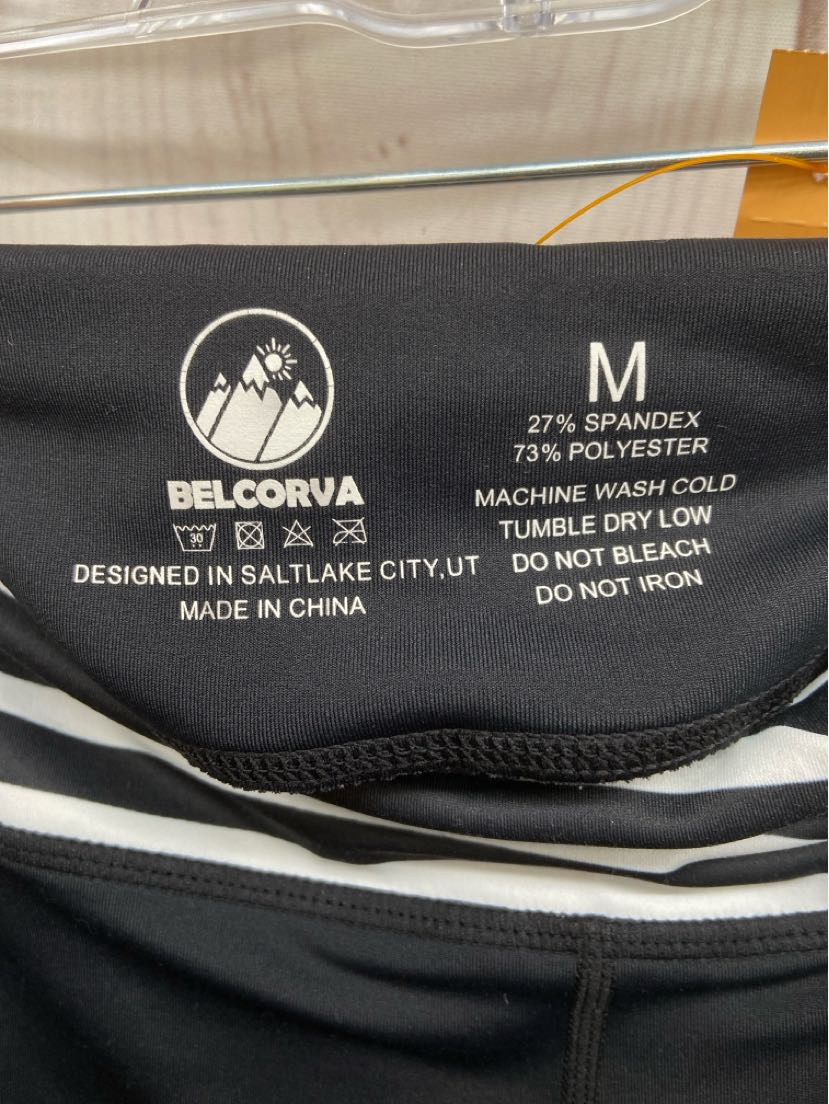 BELCORVA
30
DESIGNED IN SALTLAKE CITY,UT
MADE IN CHINA
M
27% SPANDEX
73% POLYESTER
MACHINE WASH COLD
TUMBLE DRY LOW
DO NOT BLEACH
DO NOT IRON